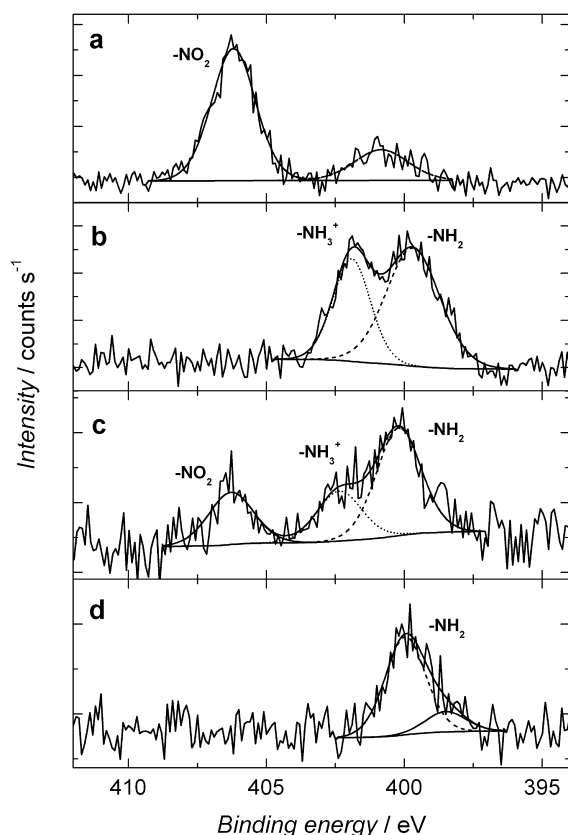 a
-NO₂
b
-NH₃⁺
-NH₂
c
-NO₂
-NH₃⁺
-NH₂
d
-NH₂
Intensity / counts s⁻¹
410 405 400 395
Binding energy / eV